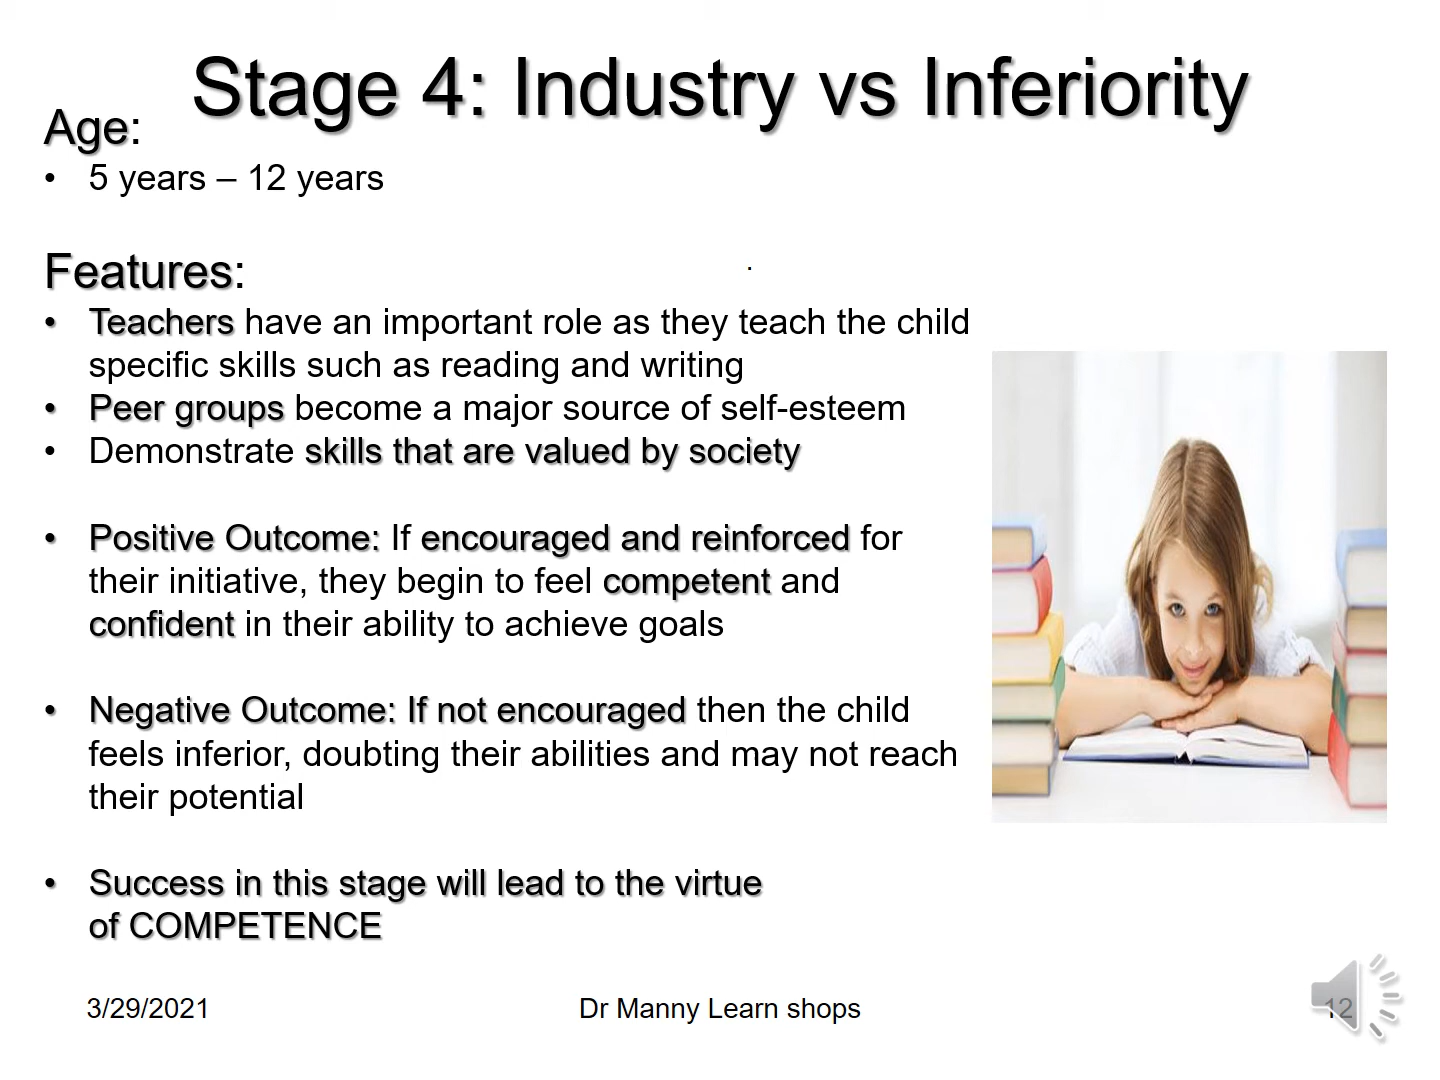 Stage 4: Industry vs Inferiority
Age:
• 5 years – 12 years
Features:
.
• Teachers have an important role as they teach the child
specific skills such as reading and writing
• Peer groups become a major source of self-esteem
• Demonstrate skills that are valued by society
• Positive Outcome: If encouraged and reinforced for
their initiative, they begin to feel competent and
confident in their ability to achieve goals
• Negative Outcome: If not encouraged then the child
feels inferior, doubting their abilities and may not reach
their potential
• Success in this stage will lead to the virtue
of COMPETENCE
3/29/2021
Dr Manny Learn shops
12